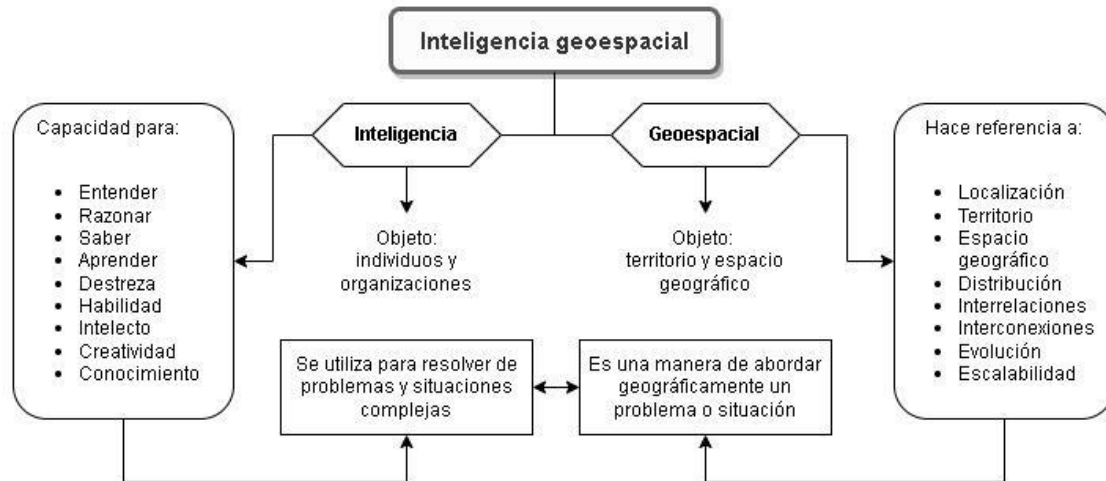 Inteligencia geoespacial
Capacidad para:
• Entender
• Razonar
• Saber
• Aprender
• Destreza
• Habilidad
• Intelecto
• Creatividad
• Conocimiento
Inteligencia
Objeto:
individuos y
organizaciones
Geoespacial
Objeto:
territorio y espacio
geográfico
Hace referencia a:
• Localización
• Territorio
• Espacio
geográfico
• Distribución
• Interrelaciones
• Interconexiones
• Evolución
• Escalabilidad
Se utiliza para resolver de
problemas y situaciones
complejas
Es una manera de abordar
geográficamente un
problema o situación